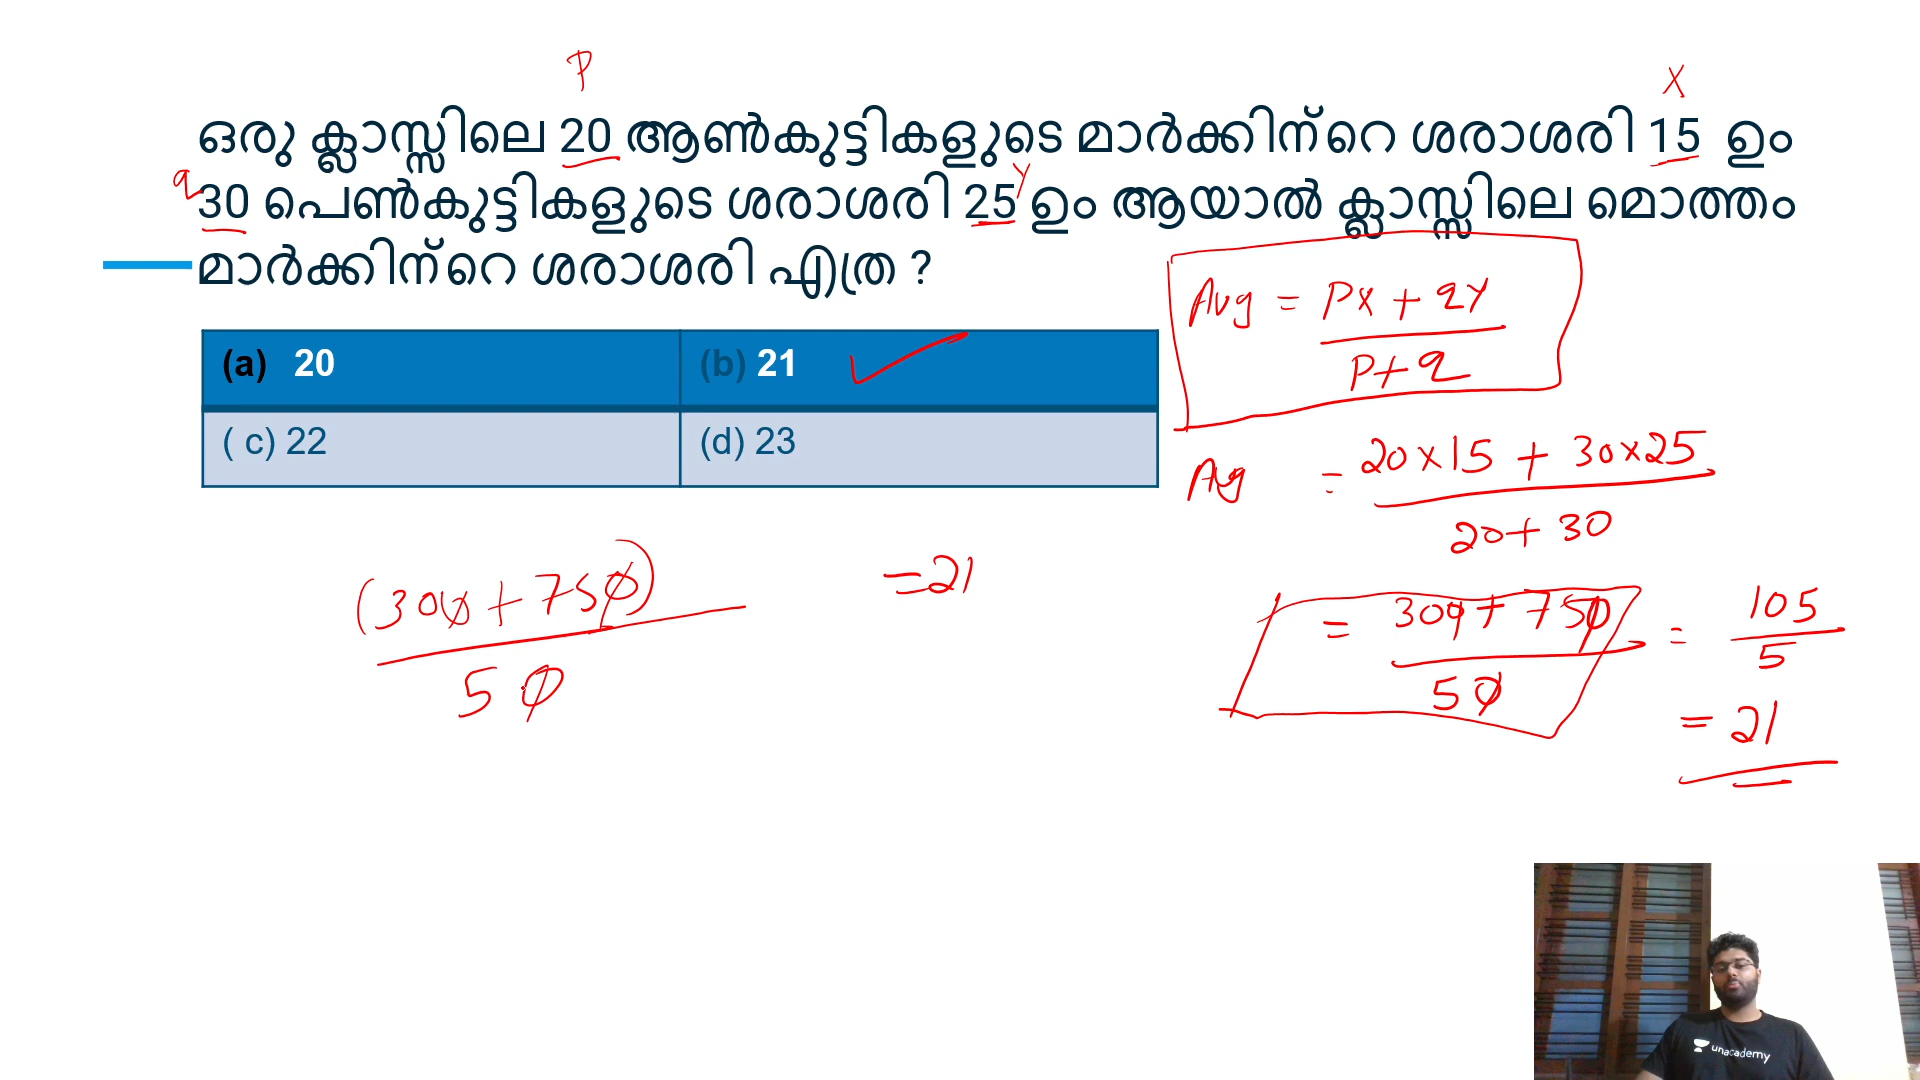 P
X
ഒരു ക്ലാസ്സിലെ 20 ആൺകുട്ടികളുടെ മാർക്കിന്റെ ശരാശരി 15 ഉം
q
Y
30 പെൺകുട്ടികളുടെ ശരാശരി 25 ഉം ആയാൽ ക്ലാസ്സിലെ മൊത്തം
മാർക്കിന്റെ ശരാശരി എത്ര ?
Avg = PX + qY
P + q
(a) 20
(b) 21
( c) 22
(d) 23
Avg = 20 x 15 + 30 x 25
20 + 30
(300 + 750)
50
= 21
= 300 + 750
50
= 105
5
= 21
unacademy